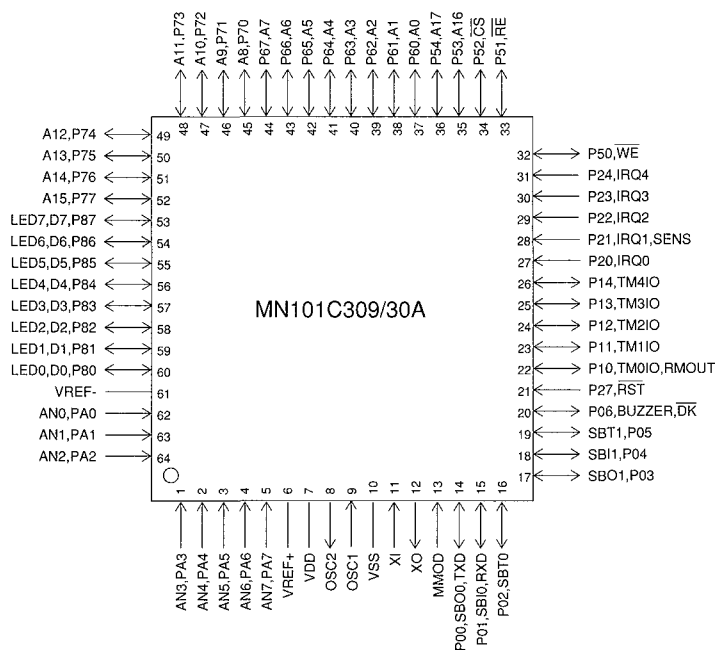 A11,P73
A10,P72
A9,P71
A8,P70
P67,A7
P66,A6
P65,A5
P64,A4
P63,A3
P62,A2
P61,A1
P60,A0
P54,A17
P53,A16
P52,C̅S̅
P51,R̅E̅
48 47 46 45 44 43 42 41 40 39 38 37 36 35 34 33
A12,P74 49
A13,P75 50
A14,P76 51
A15,P77 52
LED7,D7,P87 53
LED6,D6,P86 54
LED5,D5,P85 55
LED4,D4,P84 56
LED3,D3,P83 57
LED2,D2,P82 58
LED1,D1,P81 59
LED0,D0,P80 60
VREF- 61
AN0,PA0 62
AN1,PA1 63
AN2,PA2 64
MN101C309/30A
32 P50,W̅E̅
31 P24,IRQ4
30 P23,IRQ3
29 P22,IRQ2
28 P21,IRQ1,SENS
27 P20,IRQ0
26 P14,TM4IO
25 P13,TM3IO
24 P12,TM2IO
23 P11,TM1IO
22 P10,TM0IO,RMOUT
21 P27,R̅S̅T̅
20 P06,BUZZER,D̅K̅
19 SBT1,P05
18 SBI1,P04
17 SBO1,P03
1 2 3 4 5 6 7 8 9 10 11 12 13 14 15 16
AN3,PA3
AN4,PA4
AN5,PA5
AN6,PA6
AN7,PA7
VREF+
VDD
OSC2
OSC1
VSS
XI
XO
MMOD
P00,SBO0,TXD
P01,SBI0,RXD
P02,SBT0